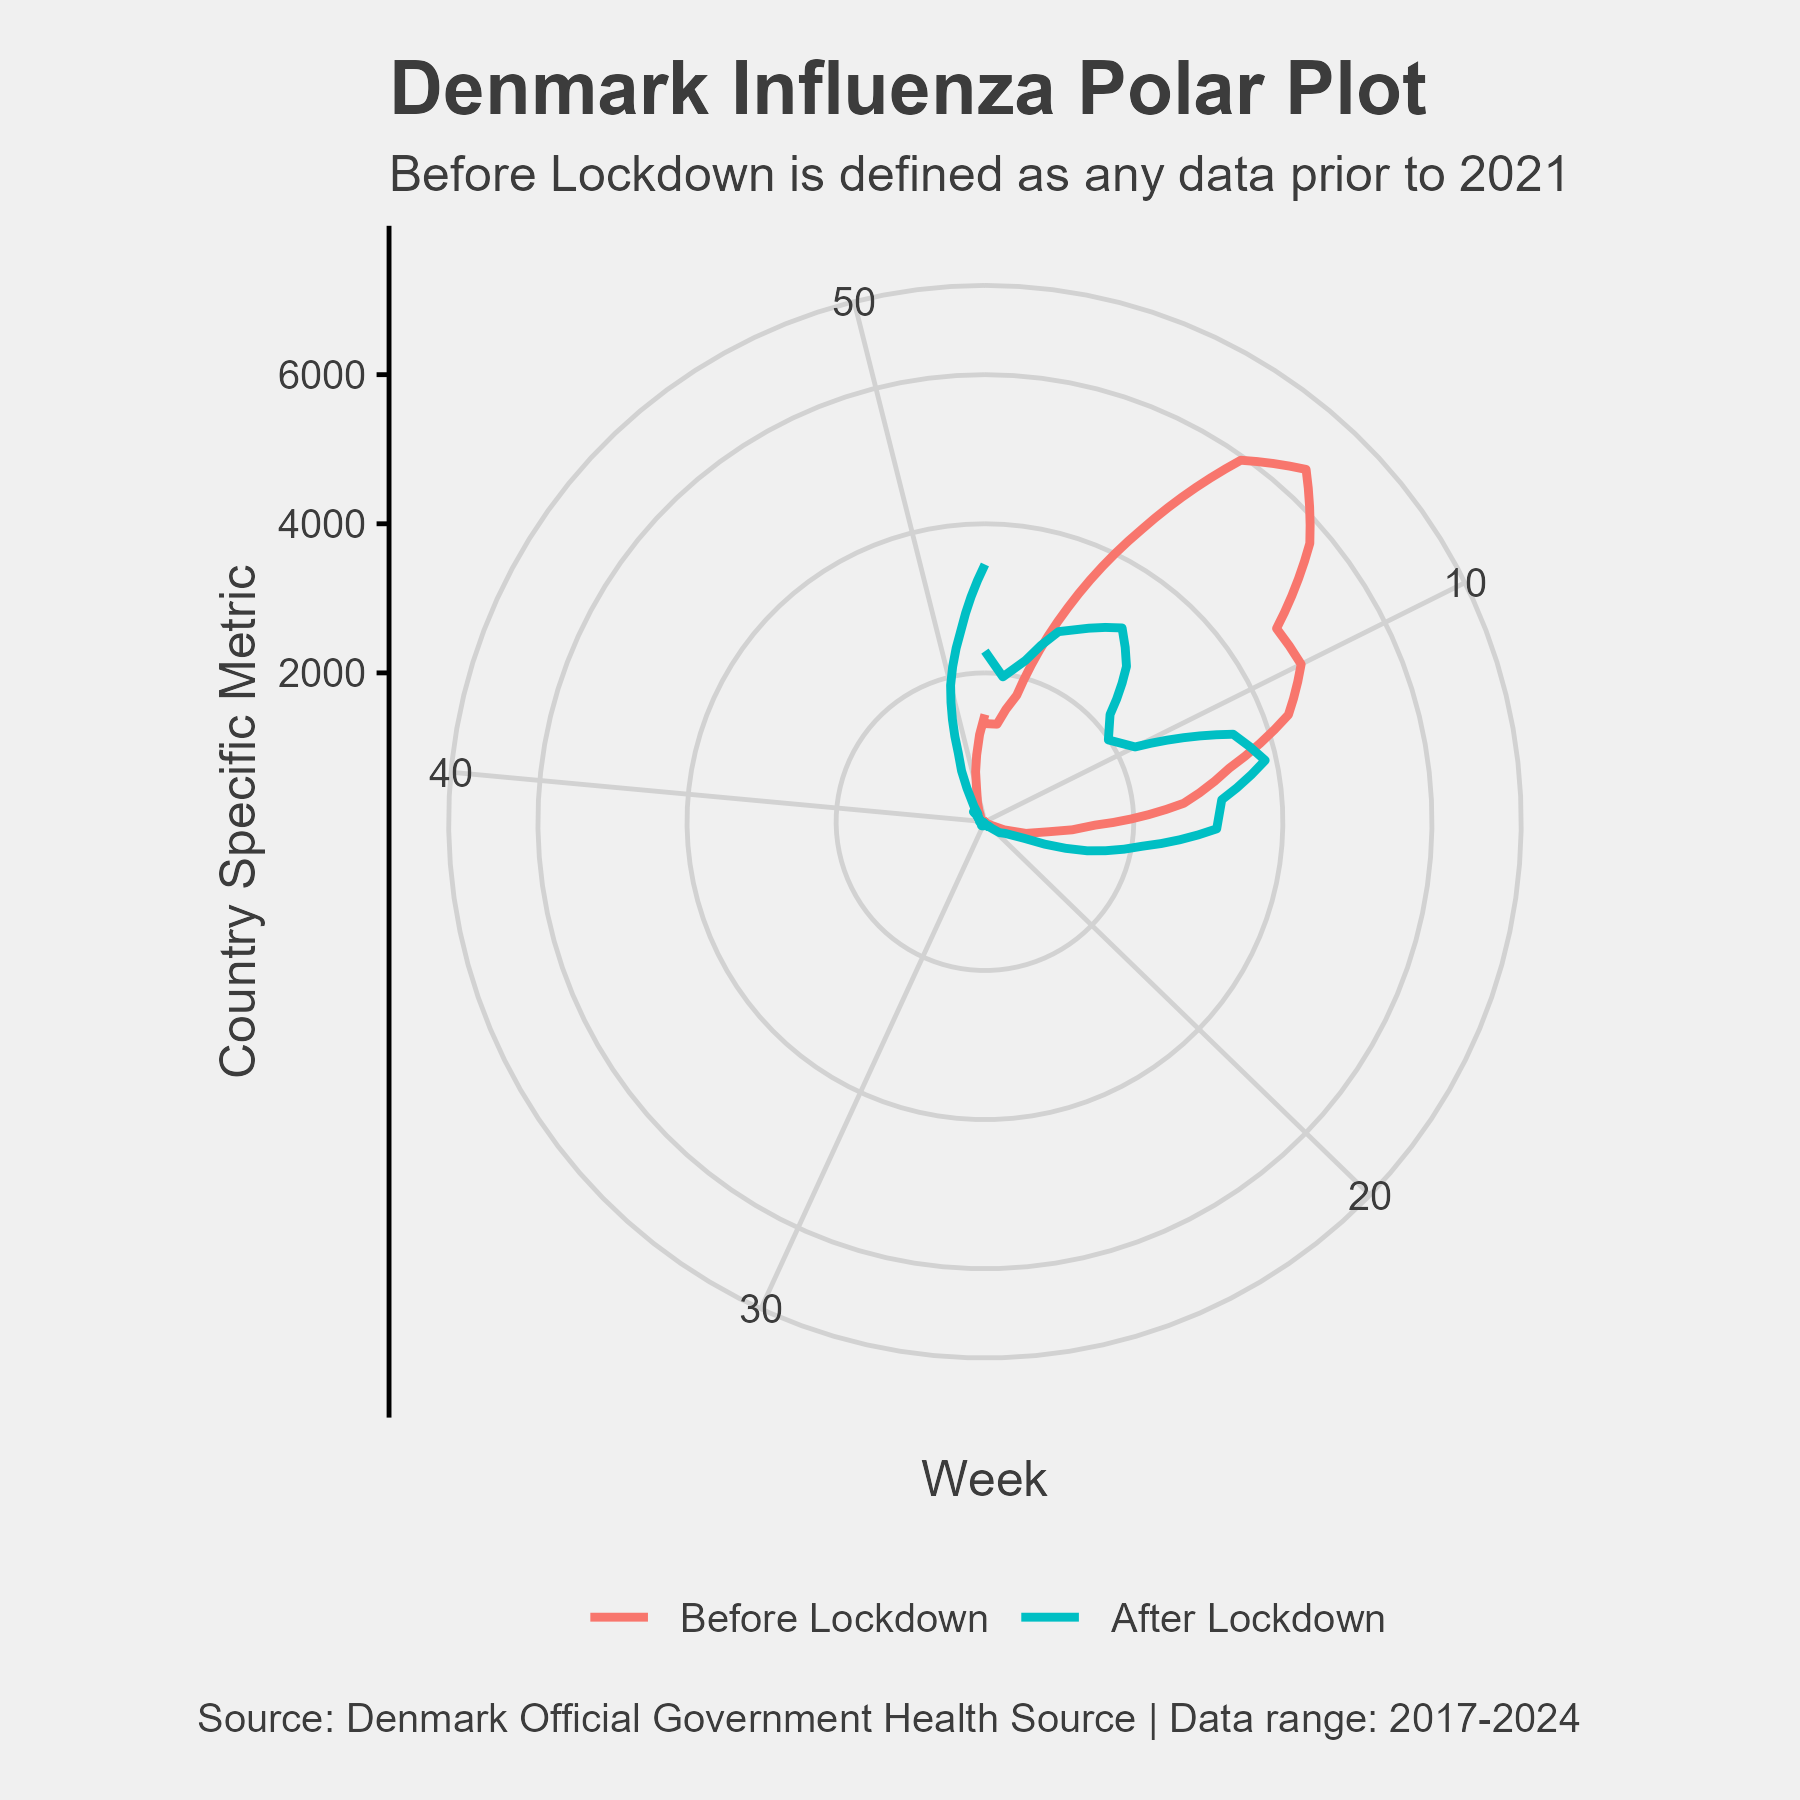 Denmark Influenza Polar Plot
Before Lockdown is defined as any data prior to 2021
50
6000
4000
10
2000
40
Country Specific Metric
20
30
Week
Before Lockdown
After Lockdown
Source: Denmark Official Government Health Source | Data range: 2017-2024